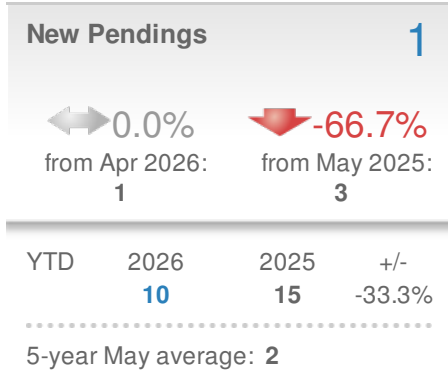 New Pendings 1
0.0% -66.7%
from Apr 2026: from May 2025:
1 3
YTD 2026 2025 +/-
10 15 -33.3%
5-year May average: 2